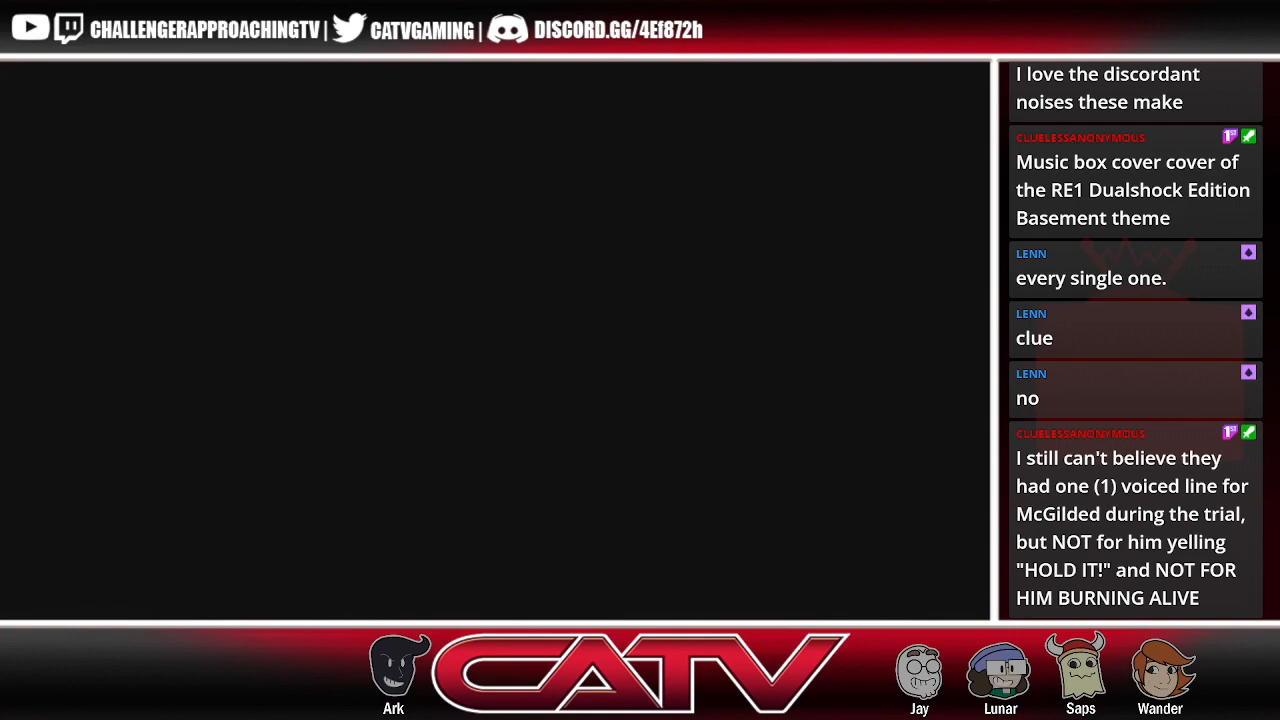 CHALLENGERAPPROACHINGTV | CATVGAMING | DISCORD.GG/4Ef872h
I love the discordant
noises these make
CLUELESSANONYMOUS
Music box cover cover of
the RE1 Dualshock Edition
Basement theme
LENN
every single one.
LENN
clue
LENN
no
CLUELESSANONYMOUS
I still can't believe they
had one (1) voiced line for
McGilded during the trial,
but NOT for him yelling
"HOLD IT!" and NOT FOR
HIM BURNING ALIVE
CATV
Ark
Jay
Lunar
Saps
Wander